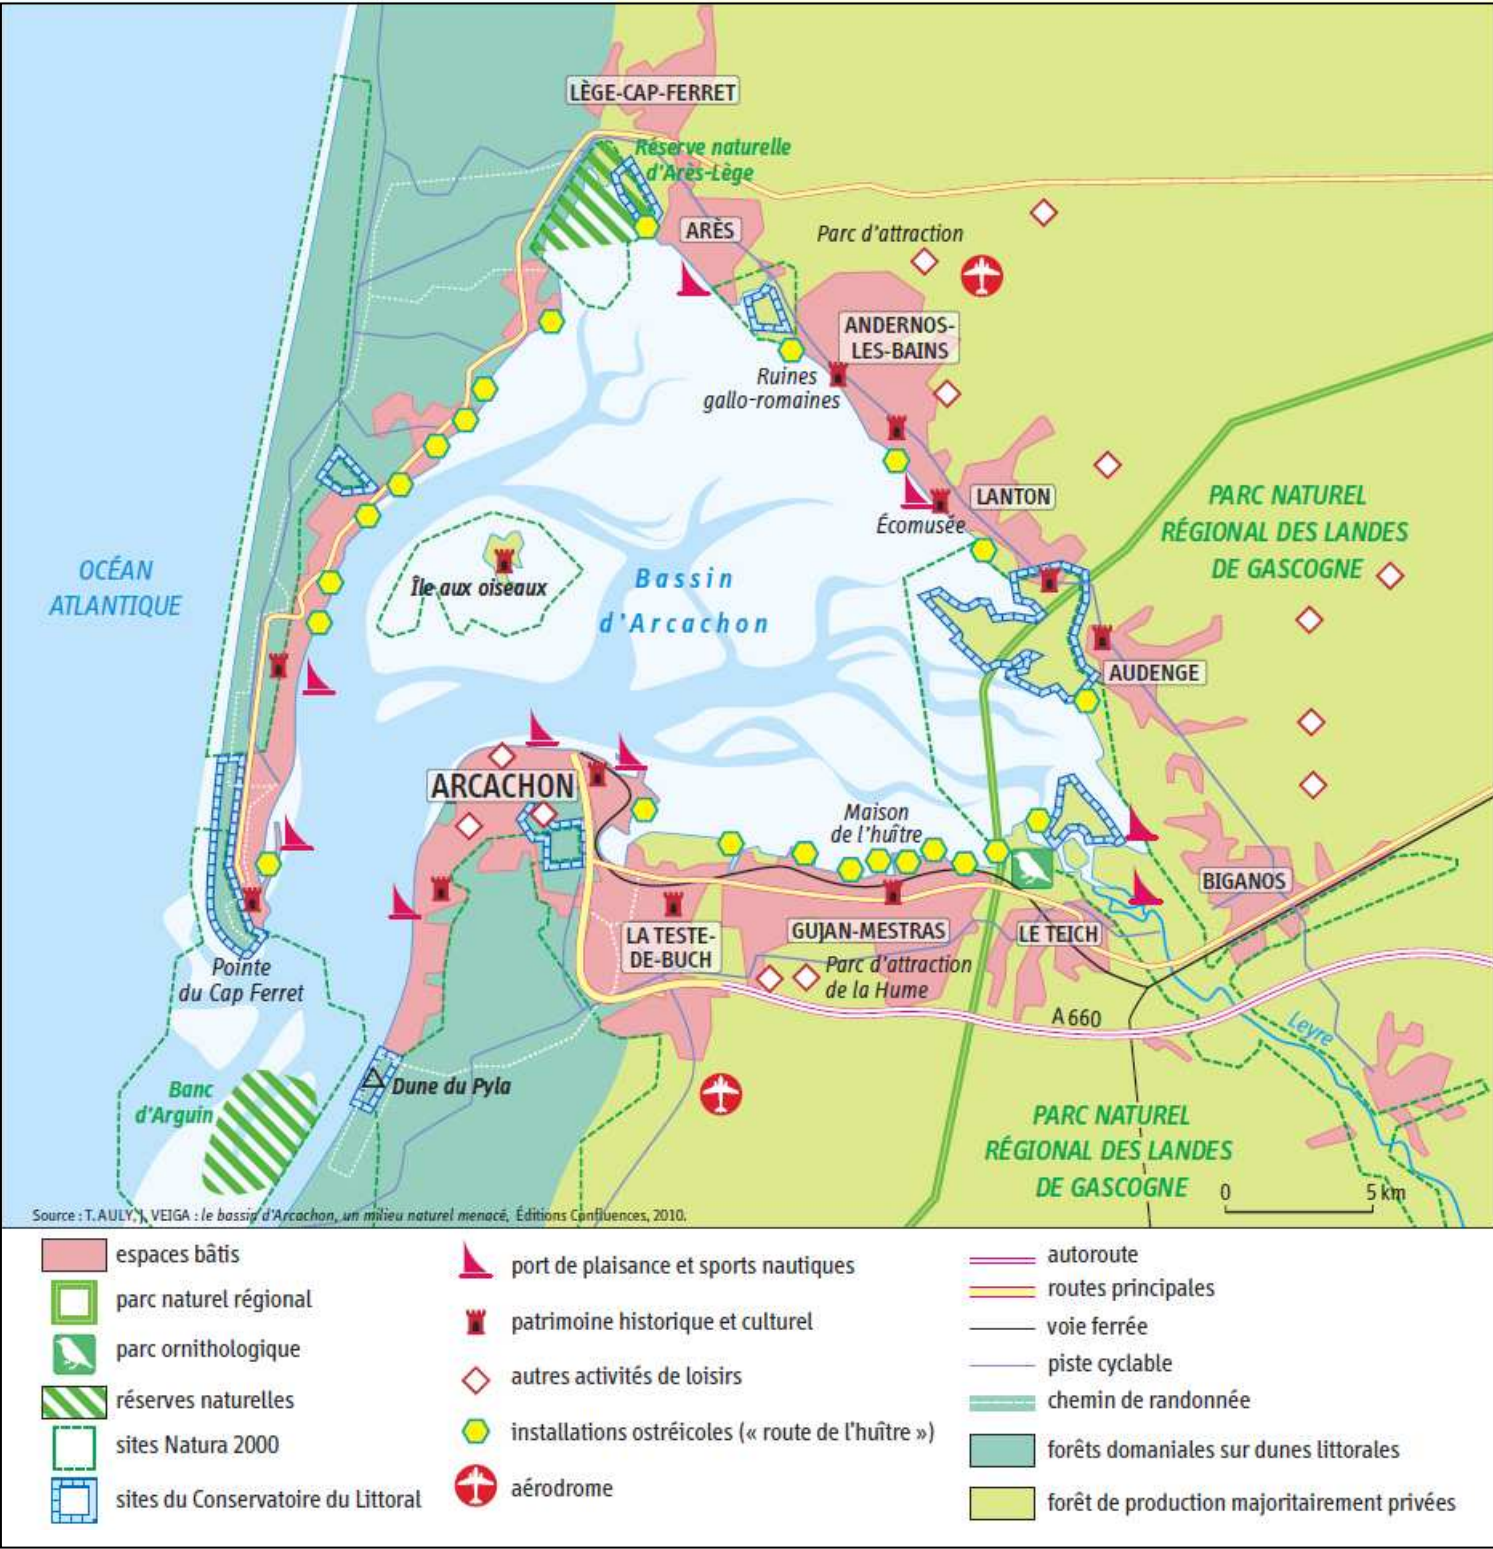 LÈGE-CAP-FERRET
Réserve naturelle
d'Arès-Lège
ARÈS
Parc d'attraction
ANDERNOS-
LES-BAINS
Ruines
gallo-romaines
LANTON
Écomusée
PARC NATUREL
RÉGIONAL DES LANDES
DE GASCOGNE
OCÉAN
ATLANTIQUE
Île aux oiseaux
Bassin
d'Arcachon
AUDENGE
ARCACHON
Maison
de l'huître
BIGANOS
LA TESTE-
DE-BUCH
GUJAN-MESTRAS
LE TEICH
Parc d'attraction
de la Hume
Pointe
du Cap Ferret
A 660
Leyre
Banc
d'Arguin
Dune du Pyla
PARC NATUREL
RÉGIONAL DES LANDES
DE GASCOGNE
0 5 km
Source : T. AULY, J. VEIGA : le bassin d'Arcachon, un milieu naturel menacé, Éditions Confluences, 2010.
espaces bâtis
parc naturel régional
parc ornithologique
réserves naturelles
sites Natura 2000
sites du Conservatoire du Littoral
port de plaisance et sports nautiques
patrimoine historique et culturel
autres activités de loisirs
installations ostréicoles (« route de l'huître »)
aérodrome
autoroute
routes principales
voie ferrée
piste cyclable
chemin de randonnée
forêts domaniales sur dunes littorales
forêt de production majoritairement privées